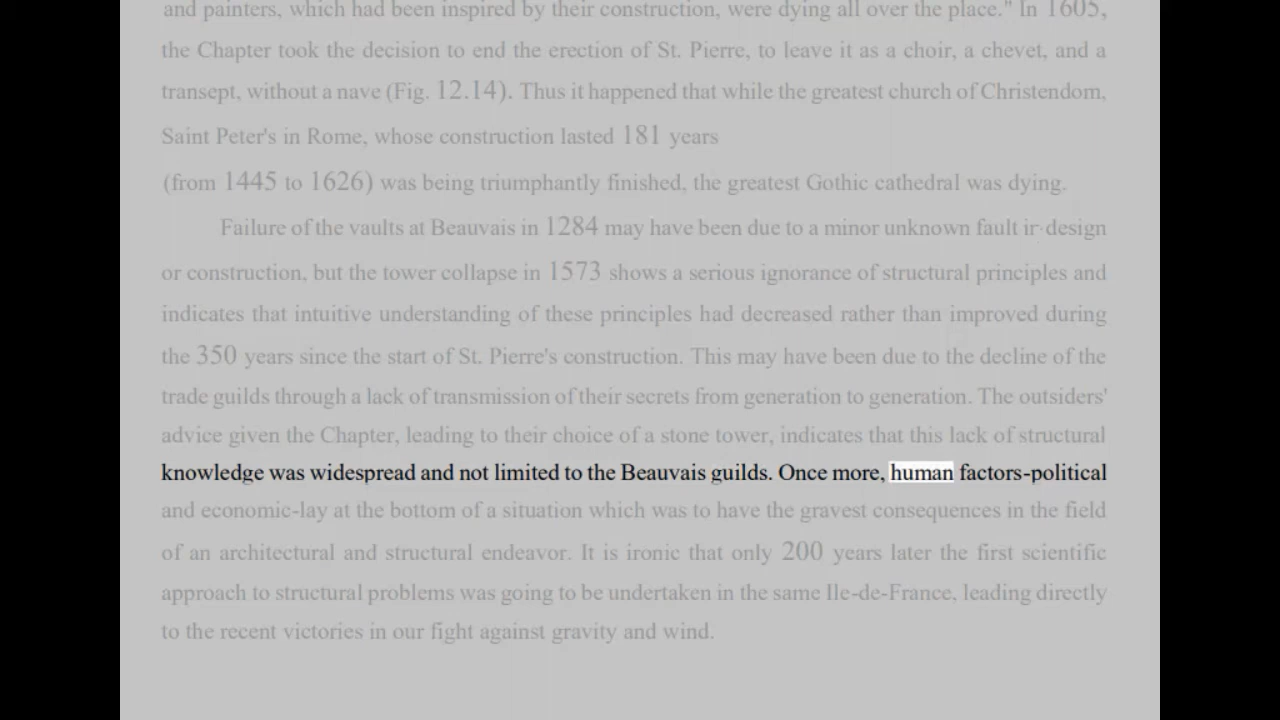 and painters, which had been inspired by their construction, were dying all over the place." In 1605,
the Chapter took the decision to end the erection of St. Pierre, to leave it as a choir, a chevet, and a
transept, without a nave (Fig. 12.14). Thus it happened that while the greatest church of Christendom,
Saint Peter's in Rome, whose construction lasted 181 years
(from 1445 to 1626) was being triumphantly finished, the greatest Gothic cathedral was dying.
Failure of the vaults at Beauvais in 1284 may have been due to a minor unknown fault ir design
or construction, but the tower collapse in 1573 shows a serious ignorance of structural principles and
indicates that intuitive understanding of these principles had decreased rather than improved during
the 350 years since the start of St. Pierre's construction. This may have been due to the decline of the
trade guilds through a lack of transmission of their secrets from generation to generation. The outsiders'
advice given the Chapter, leading to their choice of a stone tower, indicates that this lack of structural
knowledge was widespread and not limited to the Beauvais guilds. Once more, human factors-political
and economic-lay at the bottom of a situation which was to have the gravest consequences in the field
of an architectural and structural endeavor. It is ironic that only 200 years later the first scientific
approach to structural problems was going to be undertaken in the same Ile-de-France, leading directly
to the recent victories in our fight against gravity and wind.